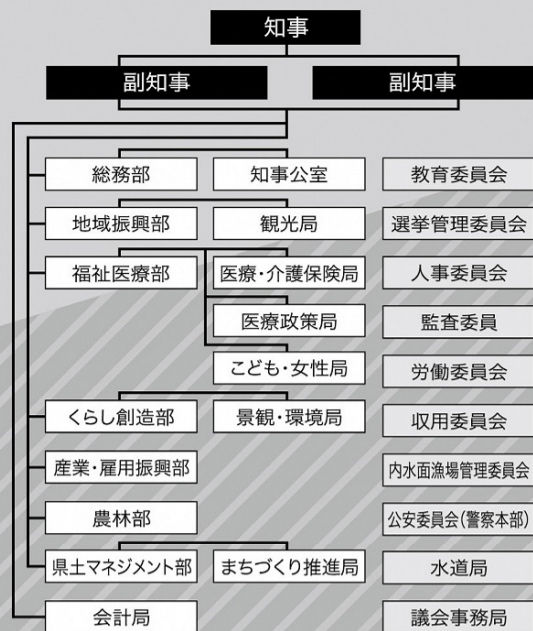 知事
副知事
副知事
総務部
知事公室
教育委員会
地域振興部
観光局
選挙管理委員会
福祉医療部
医療・介護保険局
人事委員会
医療政策局
監査委員
こども・女性局
労働委員会
くらし創造部
景観・環境局
収用委員会
産業・雇用振興部
内水面漁場管理委員会
農林部
公安委員会(警察本部)
県土マネジメント部
まちづくり推進局
水道局
会計局
議会事務局